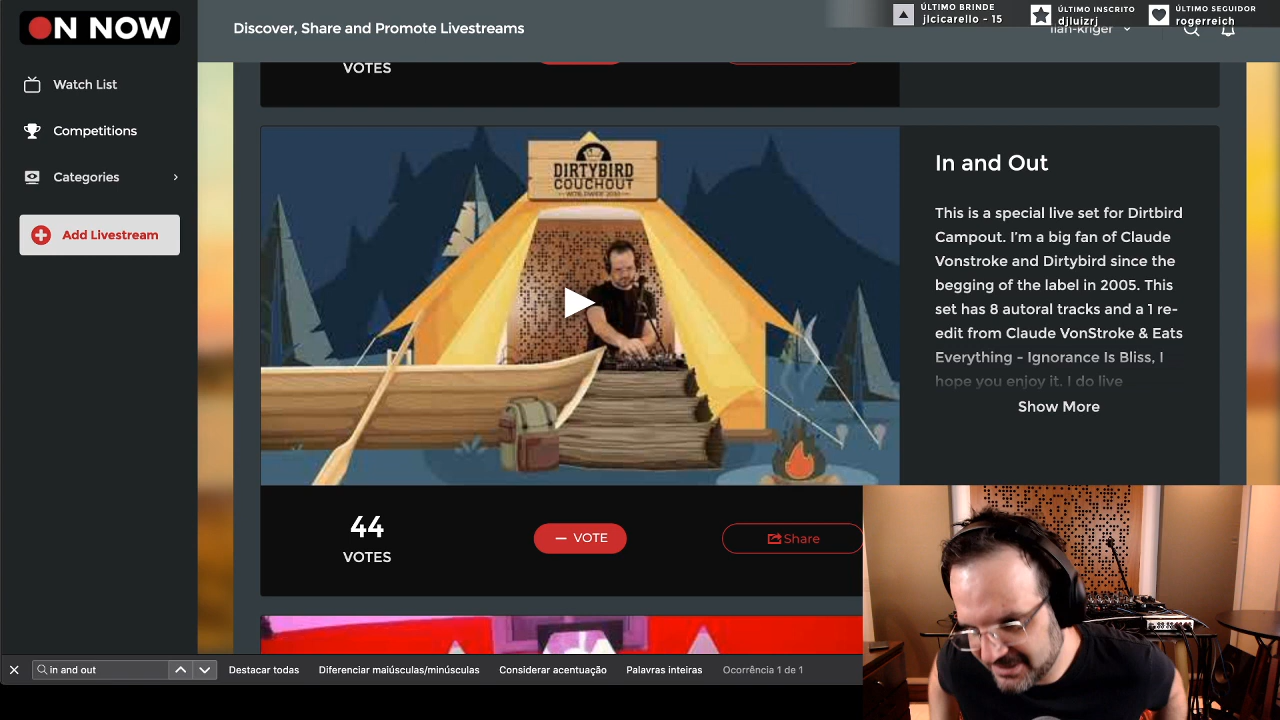 ON NOW
Discover, Share and Promote Livestreams
ÚLTIMO BRINDE
jlcicarello - 15
ÚLTIMO INSCRITO
djluizrj
ÚLTIMO SEGUIDOR
rogerreich
ilan-kriger
Watch List
Competitions
Categories
Add Livestream
VOTES
DIRTYBIRD
COUCHOUT
In and Out
This is a special live set for Dirtbird
Campout. I'm a big fan of Claude
Vonstroke and Dirtybird since the
begging of the label in 2005. This
set has 8 autoral tracks and a 1 re-
edit from Claude VonStroke & Eats
Everything - Ignorance Is Bliss, I
hope you enjoy it. I do live
Show More
44
VOTES
VOTE
Share
in and out
Destacar todas
Diferenciar maiúsculas/minúsculas
Considerar acentuação
Palavras inteiras
Ocorrência 1 de 1